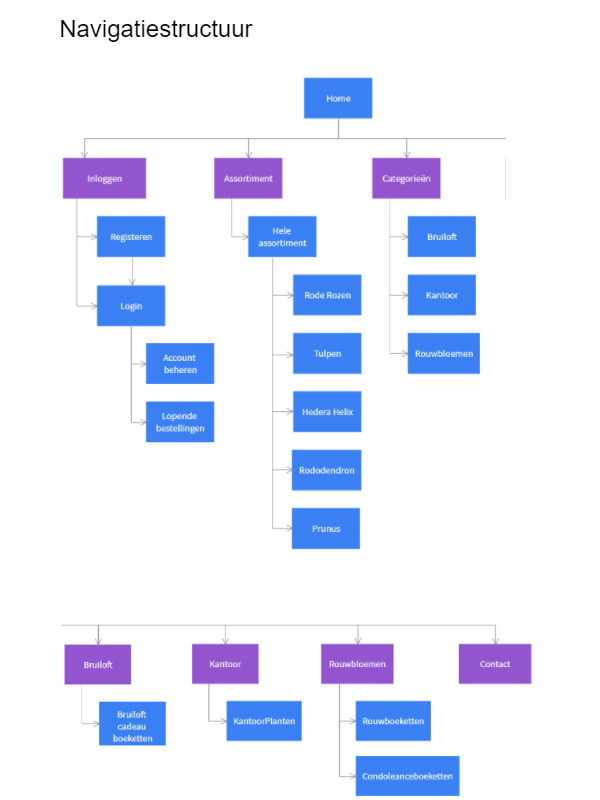 Navigatiestructuur
Home
Inloggen
Assortiment
Categorieën
Registeren
Hele
assortiment
Bruiloft
Login
Rode Rozen
Kantoor
Account
beheren
Tulpen
Rouwbloemen
Lopende
bestellingen
Hedera Helix
Rododendron
Prunus
Bruiloft
Kantoor
Rouwbloemen
Contact
Bruiloft
cadeau
boeketten
KantoorPlanten
Rouwboeketten
Condoleanceboeketten